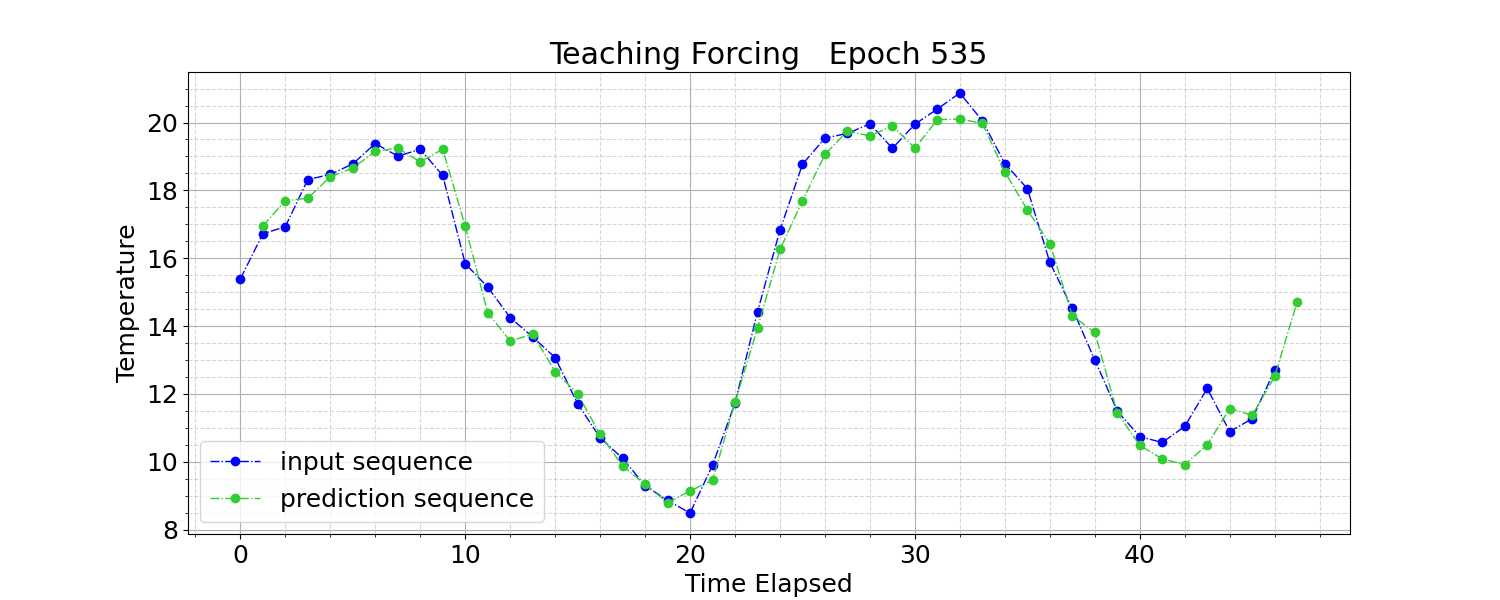 Teaching Forcing   Epoch 535
Temperature
20
18
16
14
12
10
8
input sequence
prediction sequence
0 10 20 30 40
Time Elapsed